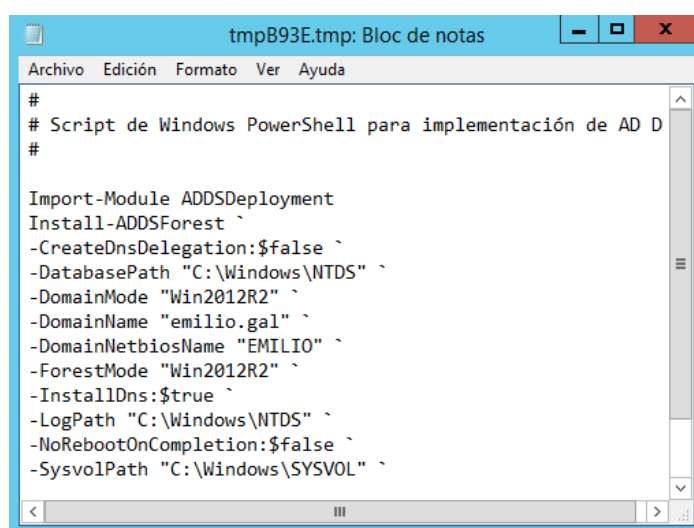 tmpB93E.tmp: Bloc de notas
Archivo Edición Formato Ver Ayuda
#
# Script de Windows PowerShell para implementación de AD D
#
Import-Module ADDSDeployment
Install-ADDSForest `
-CreateDnsDelegation:$false `
-DatabasePath "C:\Windows\NTDS" `
-DomainMode "Win2012R2" `
-DomainName "emilio.gal" `
-DomainNetbiosName "EMILIO" `
-ForestMode "Win2012R2" `
-InstallDns:$true `
-LogPath "C:\Windows\NTDS" `
-NoRebootOnCompletion:$false `
-SysvolPath "C:\Windows\SYSVOL" `